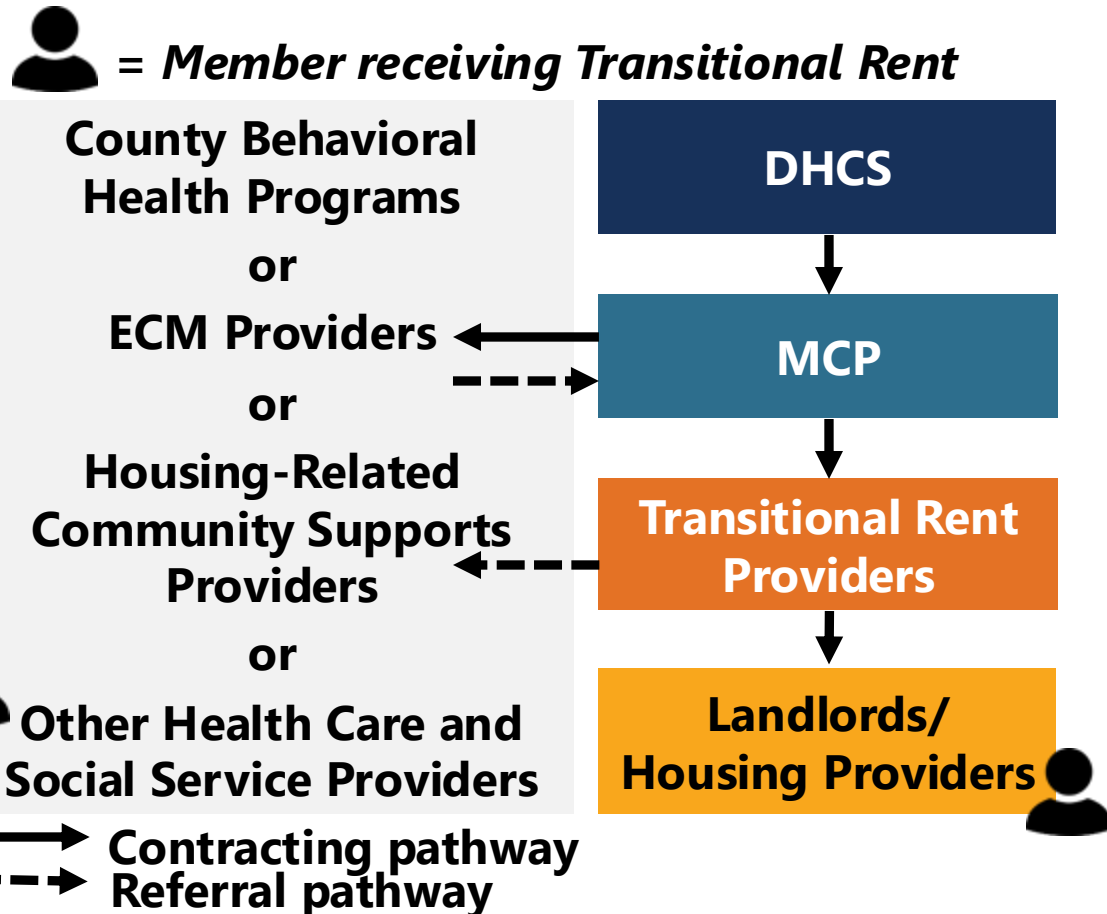 = Member receiving Transitional Rent
County Behavioral
Health Programs
or
ECM Providers
or
Housing-Related
Community Supports
Providers
or
Other Health Care and
Social Service Providers
DHCS
MCP
Transitional Rent
Providers
Landlords/
Housing Providers
Contracting pathway
Referral pathway